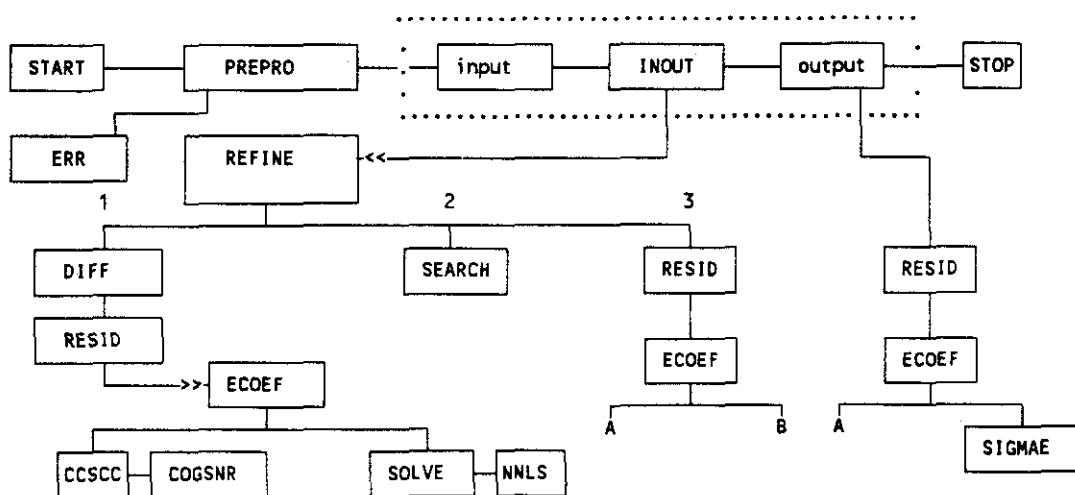 START PREPRO input INOUT output STOP
ERR REFINE <<
1 2 3
DIFF SEARCH RESID RESID
RESID ECOEF ECOEF
>> ECOEF
A B A
CCSCC COGSNR SOLVE NNLS SIGMAE